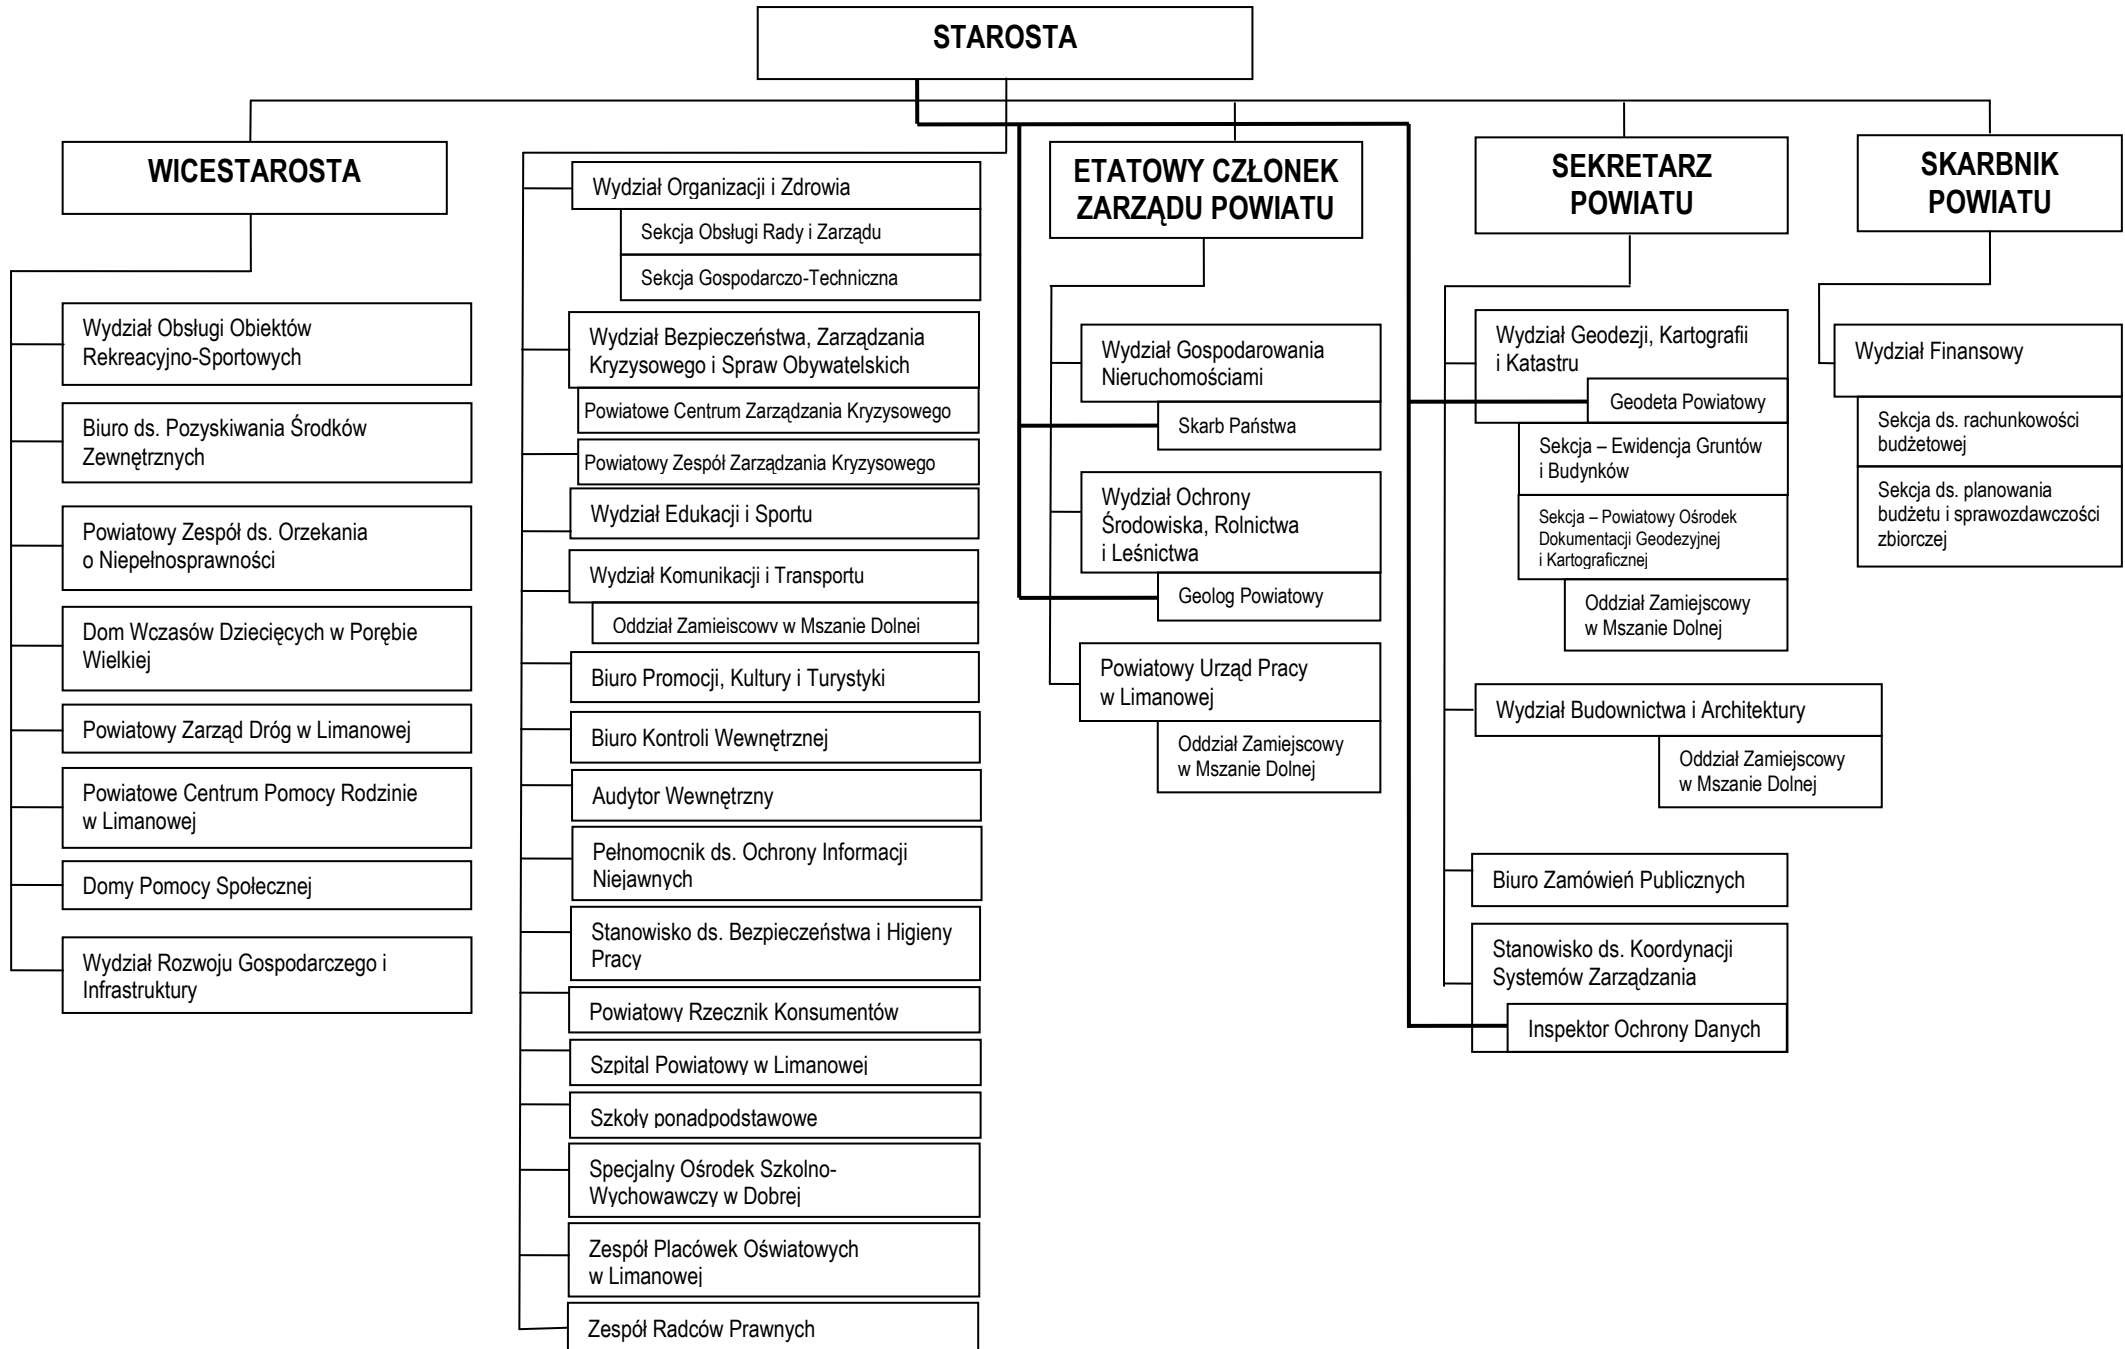 STAROSTA
WICESTAROSTA
Wydział Obsługi Obiektów
Rekreacyjno-Sportowych
Biuro ds. Pozyskiwania Środków
Zewnętrznych
Powiatowy Zespół ds. Orzekania
o Niepełnosprawności
Dom Wczasów Dziecięcych w Porębie
Wielkiej
Powiatowy Zarząd Dróg w Limanowej
Powiatowe Centrum Pomocy Rodzinie
w Limanowej
Domy Pomocy Społecznej
Wydział Rozwoju Gospodarczego i
Infrastruktury
Wydział Organizacji i Zdrowia
Sekcja Obsługi Rady i Zarządu
Sekcja Gospodarczo-Techniczna
Wydział Bezpieczeństwa, Zarządzania
Kryzysowego i Spraw Obywatelskich
Powiatowe Centrum Zarządzania Kryzysowego
Powiatowy Zespół Zarządzania Kryzysowego
Wydział Edukacji i Sportu
Wydział Komunikacji i Transportu
Oddział Zamiejscowy w Mszanie Dolnej
Biuro Promocji, Kultury i Turystyki
Biuro Kontroli Wewnętrznej
Audytor Wewnętrzny
Pełnomocnik ds. Ochrony Informacji
Niejawnych
Stanowisko ds. Bezpieczeństwa i Higieny
Pracy
Powiatowy Rzecznik Konsumentów
Szpital Powiatowy w Limanowej
Szkoły ponadpodstawowe
Specjalny Ośrodek Szkolno-
Wychowawczy w Dobrej
Zespół Placówek Oświatowych
w Limanowej
Zespół Radców Prawnych
ETATOWY CZŁONEK
ZARZĄDU POWIATU
Wydział Gospodarowania
Nieruchomościami
Skarb Państwa
Wydział Ochrony
Środowiska, Rolnictwa
i Leśnictwa
Geolog Powiatowy
Powiatowy Urząd Pracy
w Limanowej
Oddział Zamiejscowy
w Mszanie Dolnej
SEKRETARZ
POWIATU
Wydział Geodezji, Kartografii
i Katastru
Geodeta Powiatowy
Sekcja – Ewidencja Gruntów
i Budynków
Sekcja – Powiatowy Ośrodek
Dokumentacji Geodezyjnej
i Kartograficznej
Oddział Zamiejscowy
w Mszanie Dolnej
Wydział Budownictwa i Architektury
Oddział Zamiejscowy
w Mszanie Dolnej
Biuro Zamówień Publicznych
Stanowisko ds. Koordynacji
Systemów Zarządzania
Inspektor Ochrony Danych
SKARBNIK
POWIATU
Wydział Finansowy
Sekcja ds. rachunkowości
budżetowej
Sekcja ds. planowania
budżetu i sprawozdawczości
zbiorczej